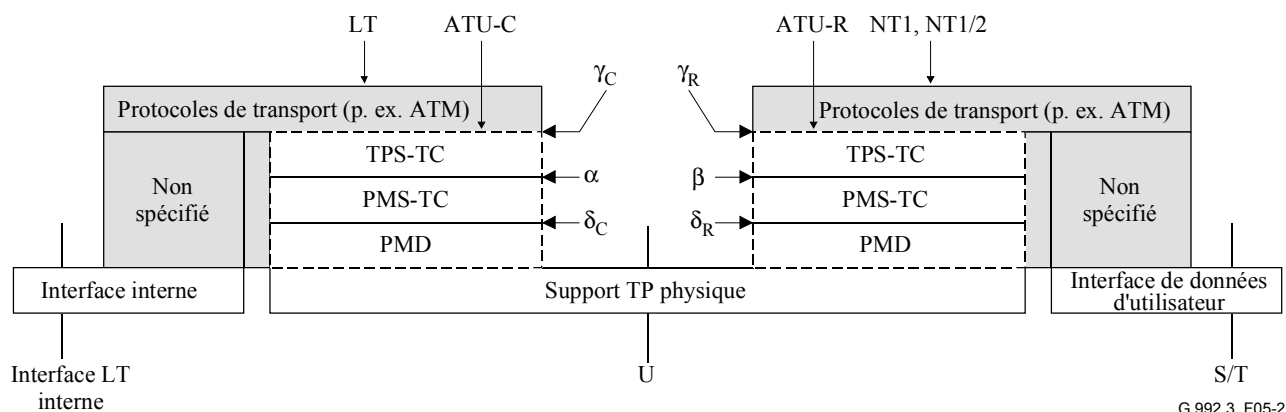 LT ATU-C ATU-R NT1, NT1/2
γC γR
Protocoles de transport (p. ex. ATM) Protocoles de transport (p. ex. ATM)
TPS-TC TPS-TC
α β
Non
spécifié
PMS-TC PMS-TC
Non
spécifié
δC δR
PMD PMD
Interface interne
Support TP physique
Interface de données
d'utilisateur
Interface LT
interne
U
S/T
G.992.3_F05-2